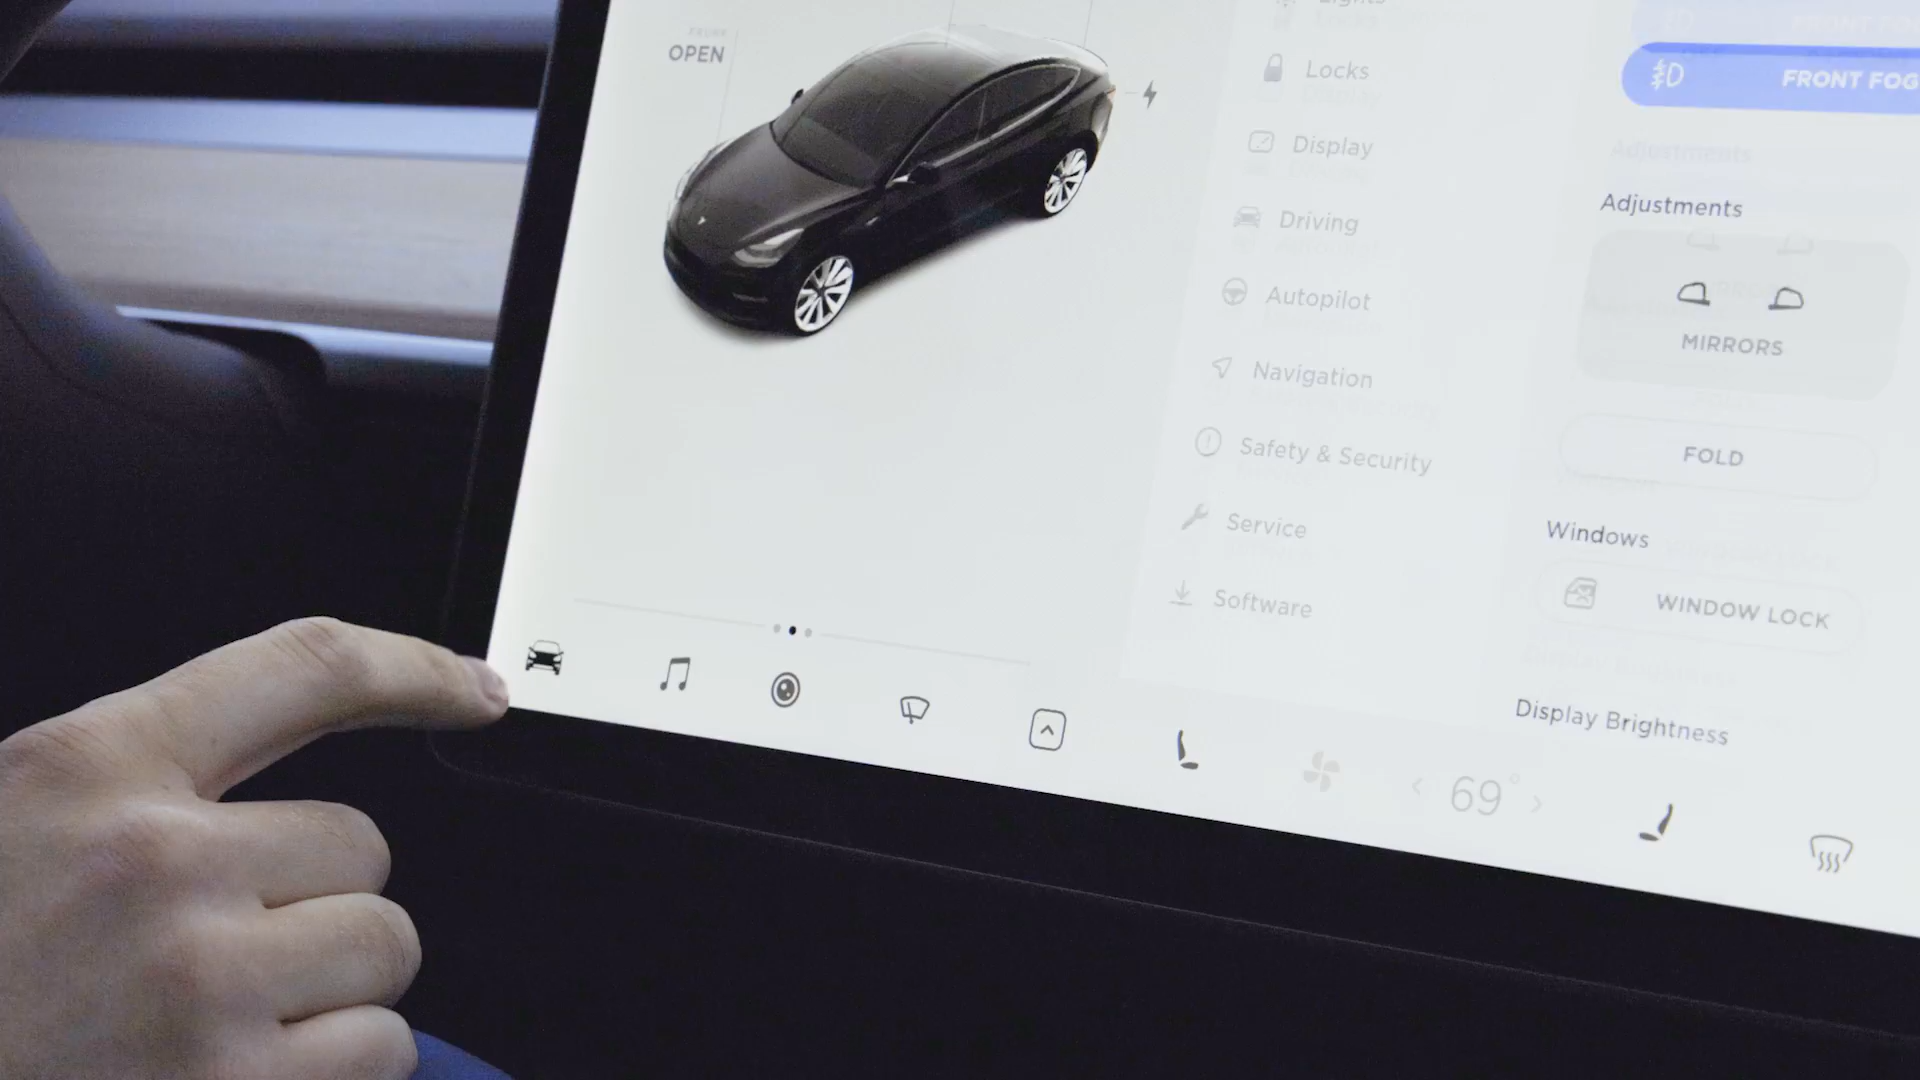 OPEN
Lights
Locks
Display
Driving
Autopilot
Navigation
Safety & Security
Service
Software
FRONT FOG
Adjustments
MIRRORS
FOLD
Windows
WINDOW LOCK
Display Brightness
69°